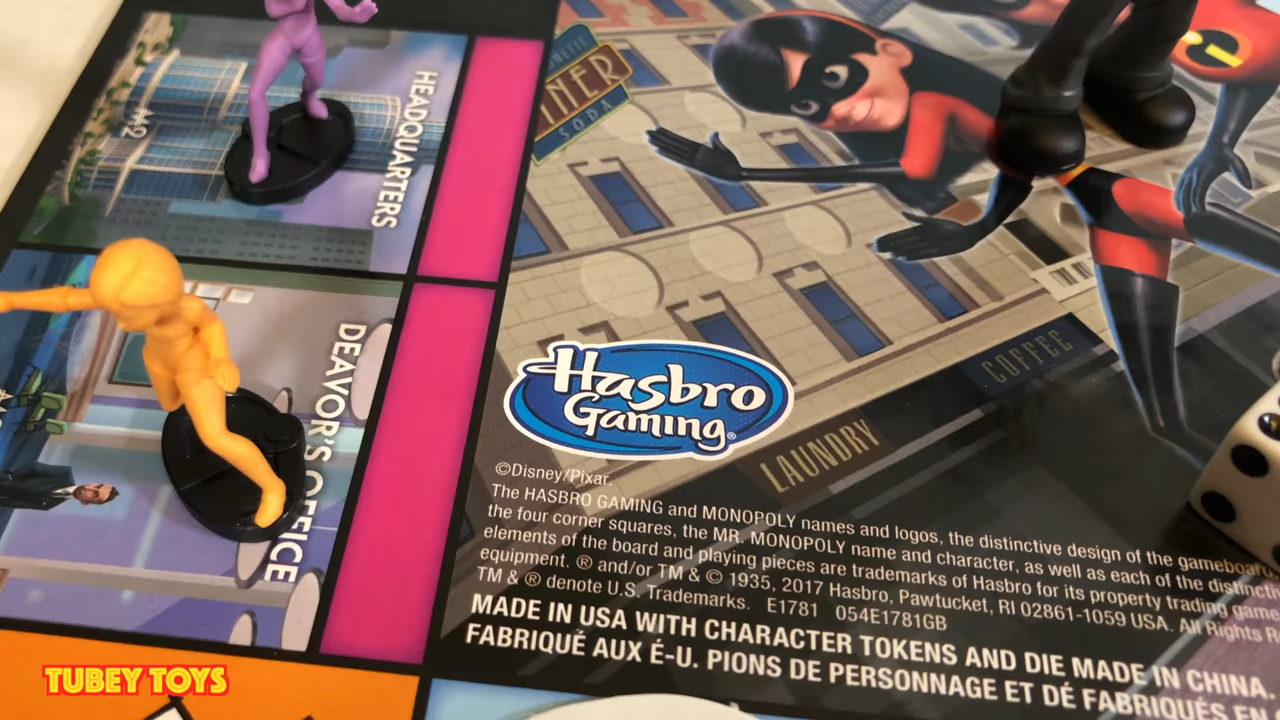 HEADQUARTERS
M2
DINER
SODA
COFFEE
LAUNDRY
DEAVOR'S OFFICE
Hasbro
Gaming
©Disney/Pixar.
The HASBRO GAMING and MONOPOLY names and logos, the distinctive design of the gameboard
the four corner squares, the MR. MONOPOLY name and character, as well as each of the distinctiv
elements of the board and playing pieces are trademarks of Hasbro for its property trading game
equipment. ® and/or TM & © 1935, 2017 Hasbro, Pawtucket, RI 02861-1059 USA. All Rights R
TM & ® denote U.S. Trademarks. E1781 054E1781GB
MADE IN USA WITH CHARACTER TOKENS AND DIE MADE IN CHINA.
FABRIQUÉ AUX É-U. PIONS DE PERSONNAGE ET DÉ FABRIQUÉS EN
TUBEY TOYS